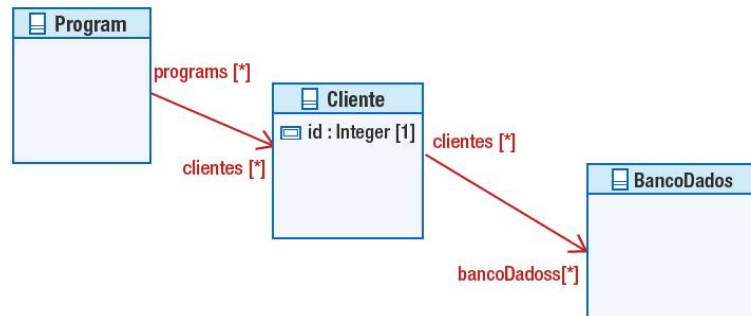 Program
programs [*]
Cliente
id : Integer [1]
clientes [*]
clientes [*]
BancoDados
bancoDadoss[*]